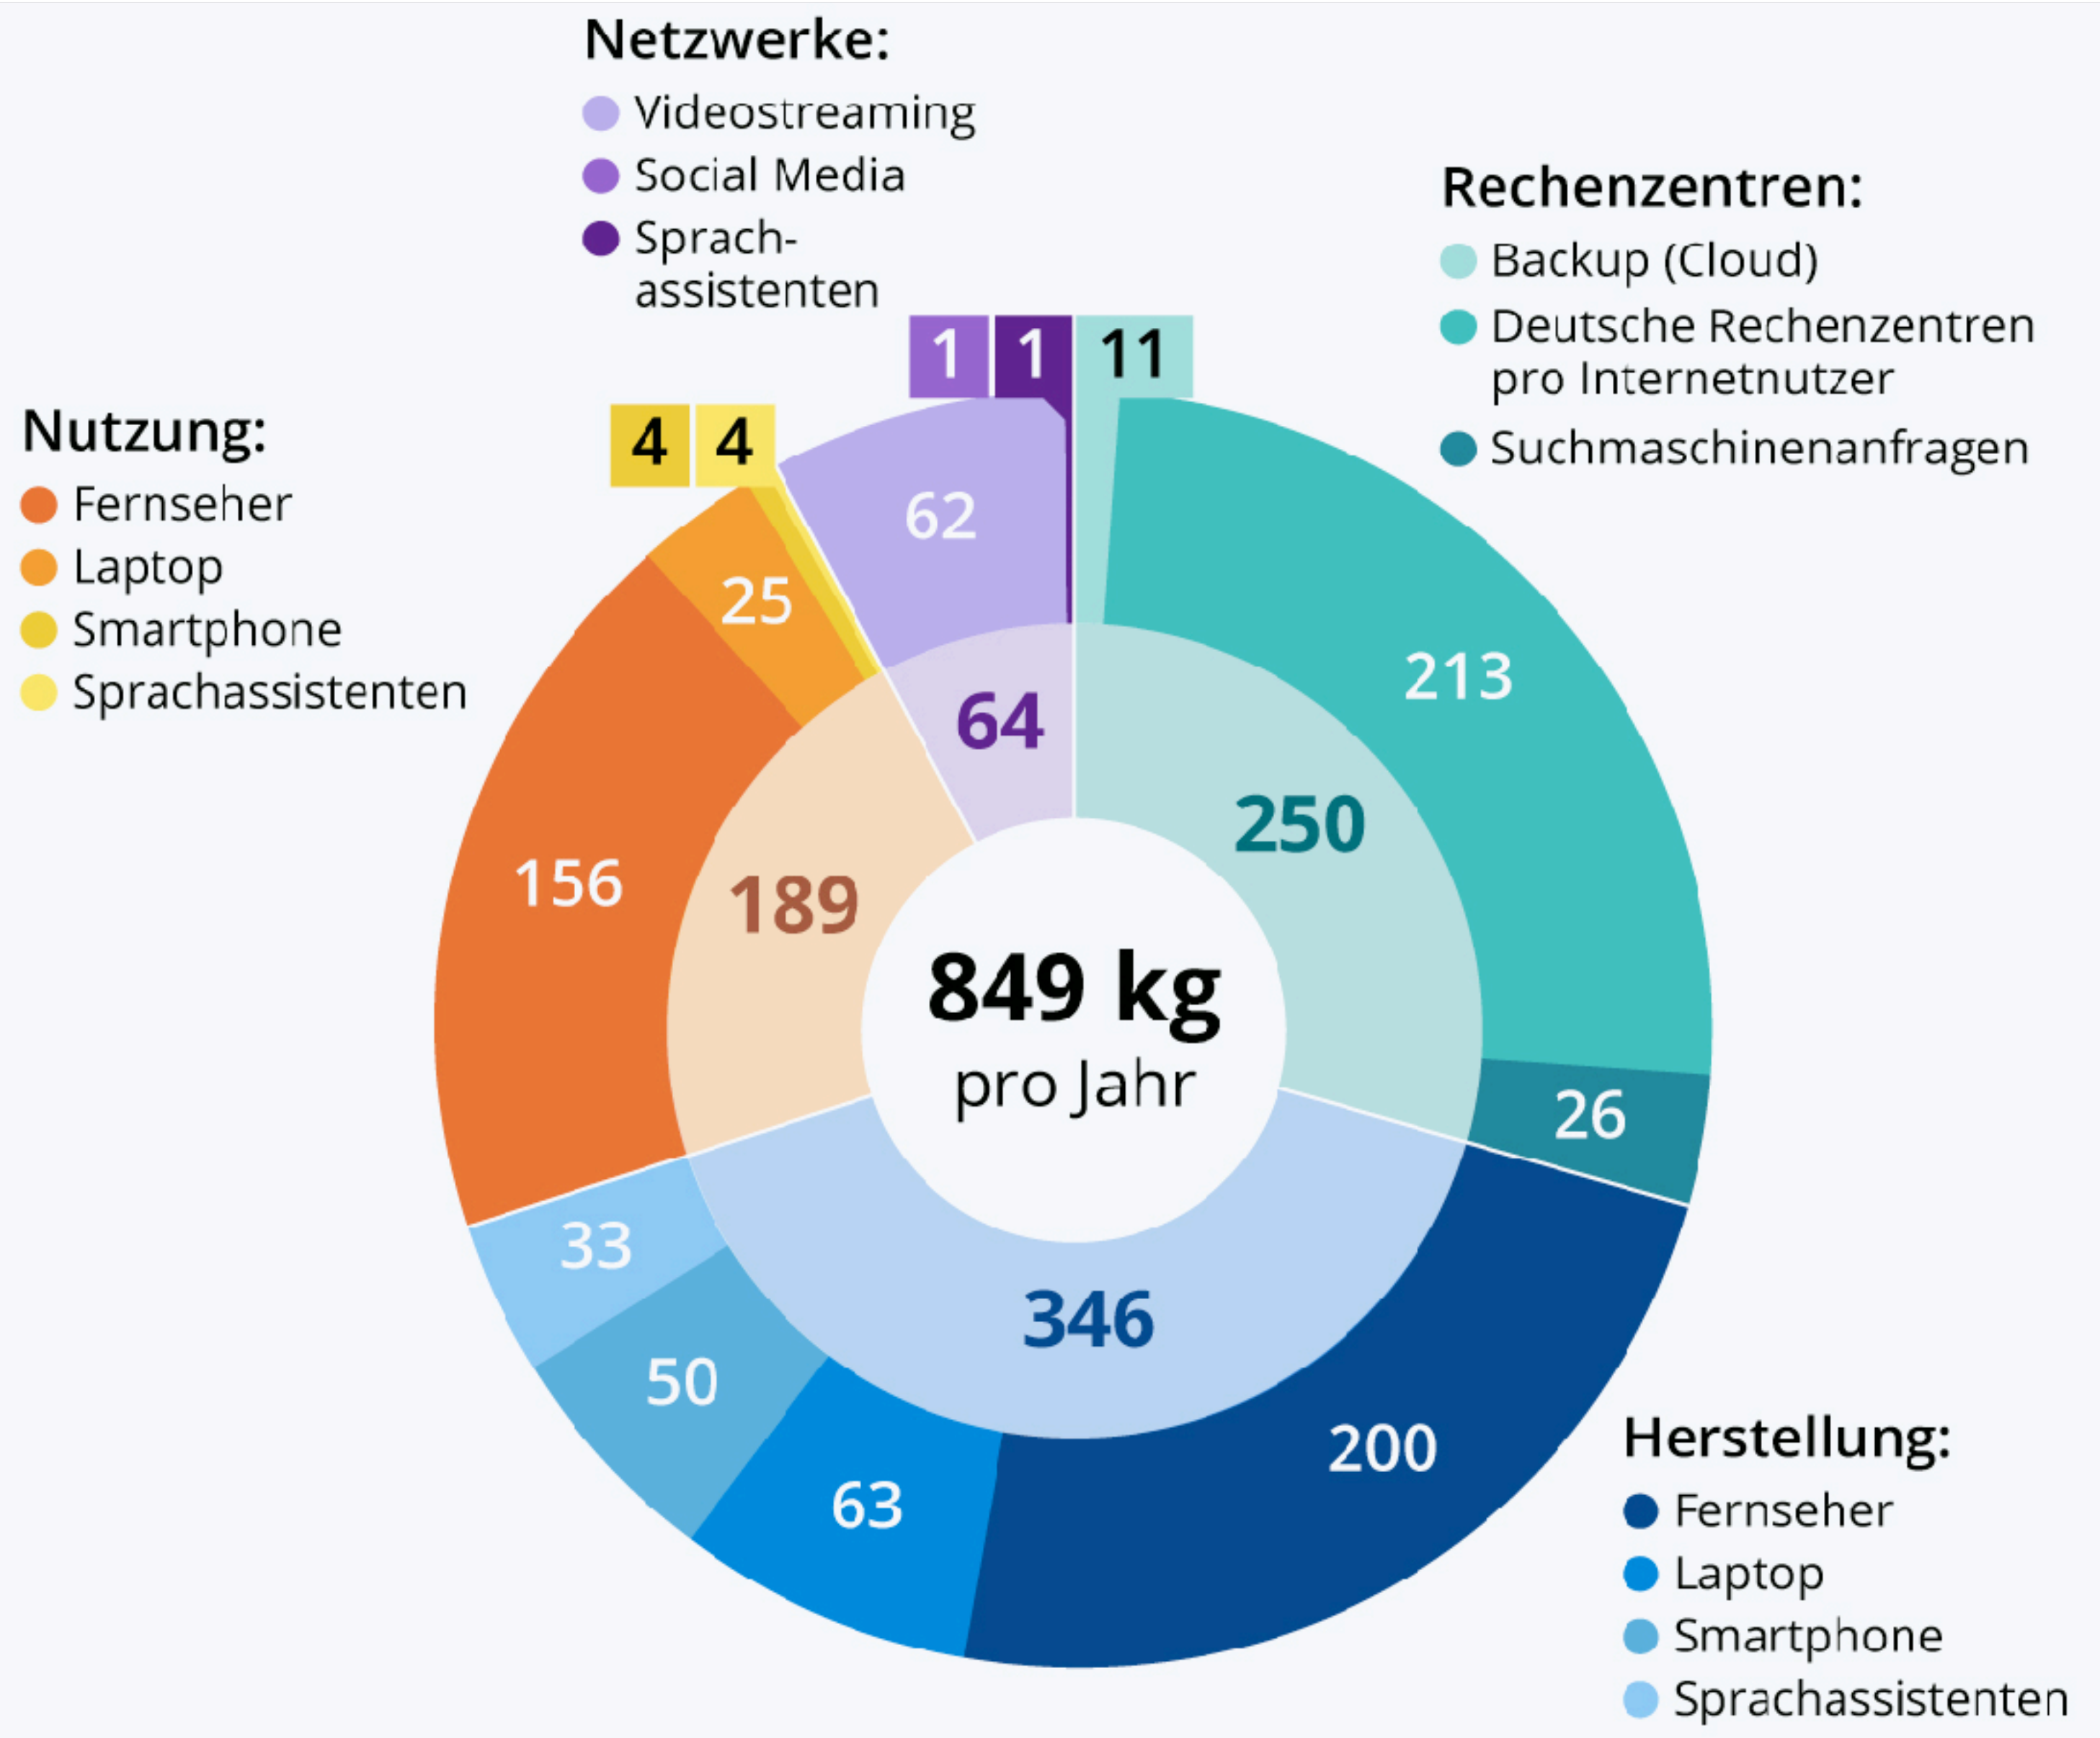 Netzwerke:
Videostreaming
Social Media
Sprach-
assistenten
Rechenzentren:
Backup (Cloud)
Deutsche Rechenzentren
pro Internetnutzer
Suchmaschinenanfragen
Nutzung:
Fernseher
Laptop
Smartphone
Sprachassistenten
1 1 11
4 4
62
25
213
64
250
156
189
849 kg
pro Jahr
26
33
346
50
200
63
Herstellung:
Fernseher
Laptop
Smartphone
Sprachassistenten